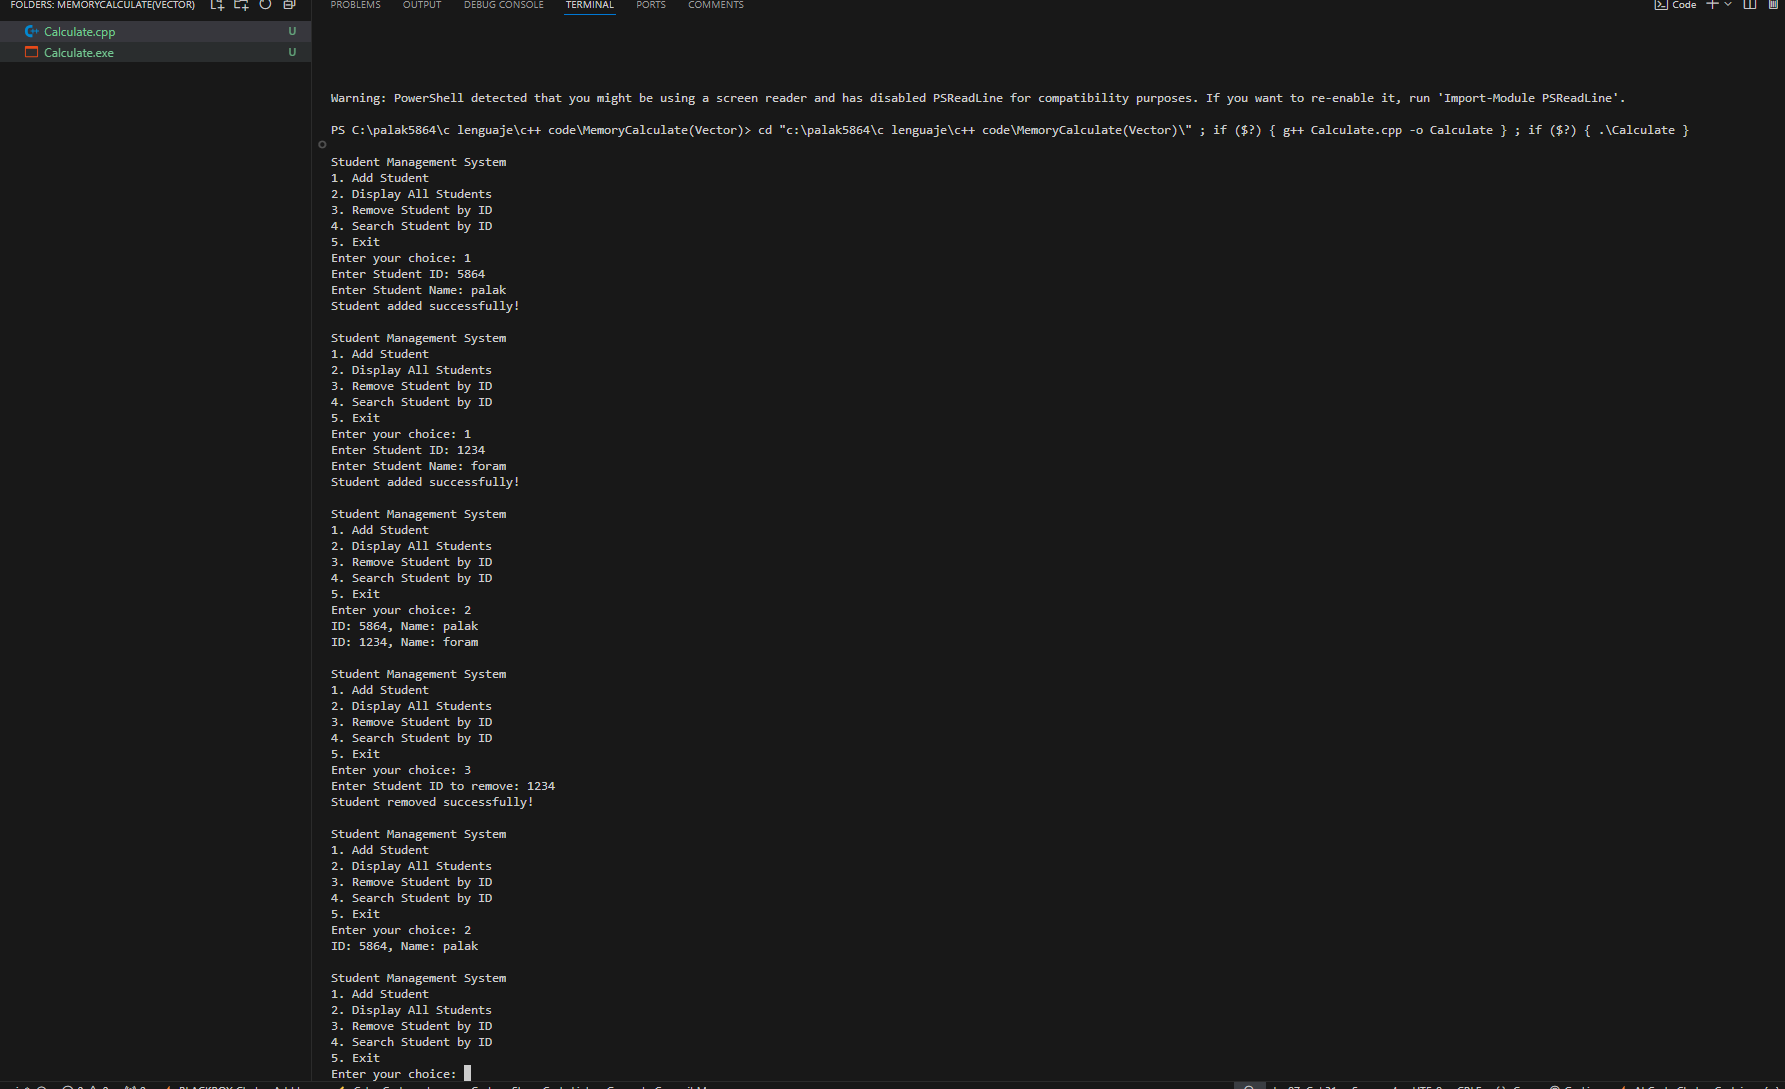 FOLDERS: MEMORYCALCULATE(VECTOR)
Calculate.cpp U
Calculate.exe U
PROBLEMS OUTPUT DEBUG CONSOLE TERMINAL PORTS COMMENTS
Code
Warning: PowerShell detected that you might be using a screen reader and has disabled PSReadLine for compatibility purposes. If you want to re-enable it, run 'Import-Module PSReadLine'.
PS C:\palak5864\c lenguaje\c++ code\MemoryCalculate(Vector)> cd "c:\palak5864\c lenguaje\c++ code\MemoryCalculate(Vector)\" ; if ($?) { g++ Calculate.cpp -o Calculate } ; if ($?) { .\Calculate }
Student Management System
1. Add Student
2. Display All Students
3. Remove Student by ID
4. Search Student by ID
5. Exit
Enter your choice: 1
Enter Student ID: 5864
Enter Student Name: palak
Student added successfully!
Student Management System
1. Add Student
2. Display All Students
3. Remove Student by ID
4. Search Student by ID
5. Exit
Enter your choice: 1
Enter Student ID: 1234
Enter Student Name: foram
Student added successfully!
Student Management System
1. Add Student
2. Display All Students
3. Remove Student by ID
4. Search Student by ID
5. Exit
Enter your choice: 2
ID: 5864, Name: palak
ID: 1234, Name: foram
Student Management System
1. Add Student
2. Display All Students
3. Remove Student by ID
4. Search Student by ID
5. Exit
Enter your choice: 3
Enter Student ID to remove: 1234
Student removed successfully!
Student Management System
1. Add Student
2. Display All Students
3. Remove Student by ID
4. Search Student by ID
5. Exit
Enter your choice: 2
ID: 5864, Name: palak
Student Management System
1. Add Student
2. Display All Students
3. Remove Student by ID
4. Search Student by ID
5. Exit
Enter your choice: